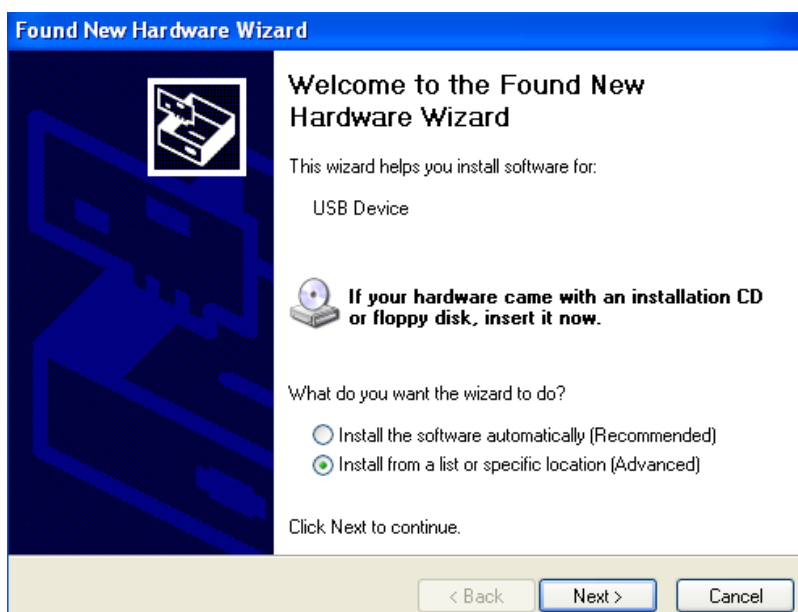 Found New Hardware Wizard
Welcome to the Found New
Hardware Wizard
This wizard helps you install software for:
USB Device
If your hardware came with an installation CD
or floppy disk, insert it now.
What do you want the wizard to do?
Install the software automatically (Recommended)
Install from a list or specific location (Advanced)
Click Next to continue.
< Back
Next >
Cancel